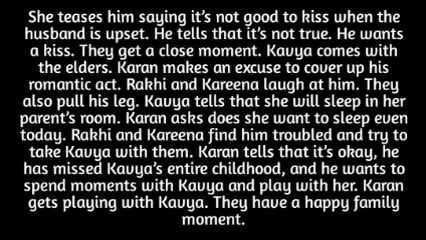 She teases him saying it's not good to kiss when the
husband is upset. He tells that it's not true. He wants
a kiss. They get a close moment. Kavya comes with
the elders. Karan makes an excuse to cover up his
romantic act. Rakhi and Kareena laugh at him. They
also pull his leg. Kavya tells that she will sleep in her
parent's room. Karan asks does she want to sleep even
today. Rakhi and Kareena find him troubled and try to
take Kavya with them. Karan tells that it's okay, he
has missed Kavya's entire childhood, and he wants to
spend moments with Kavya and play with her. Karan
gets playing with Kavya. They have a happy family
moment.